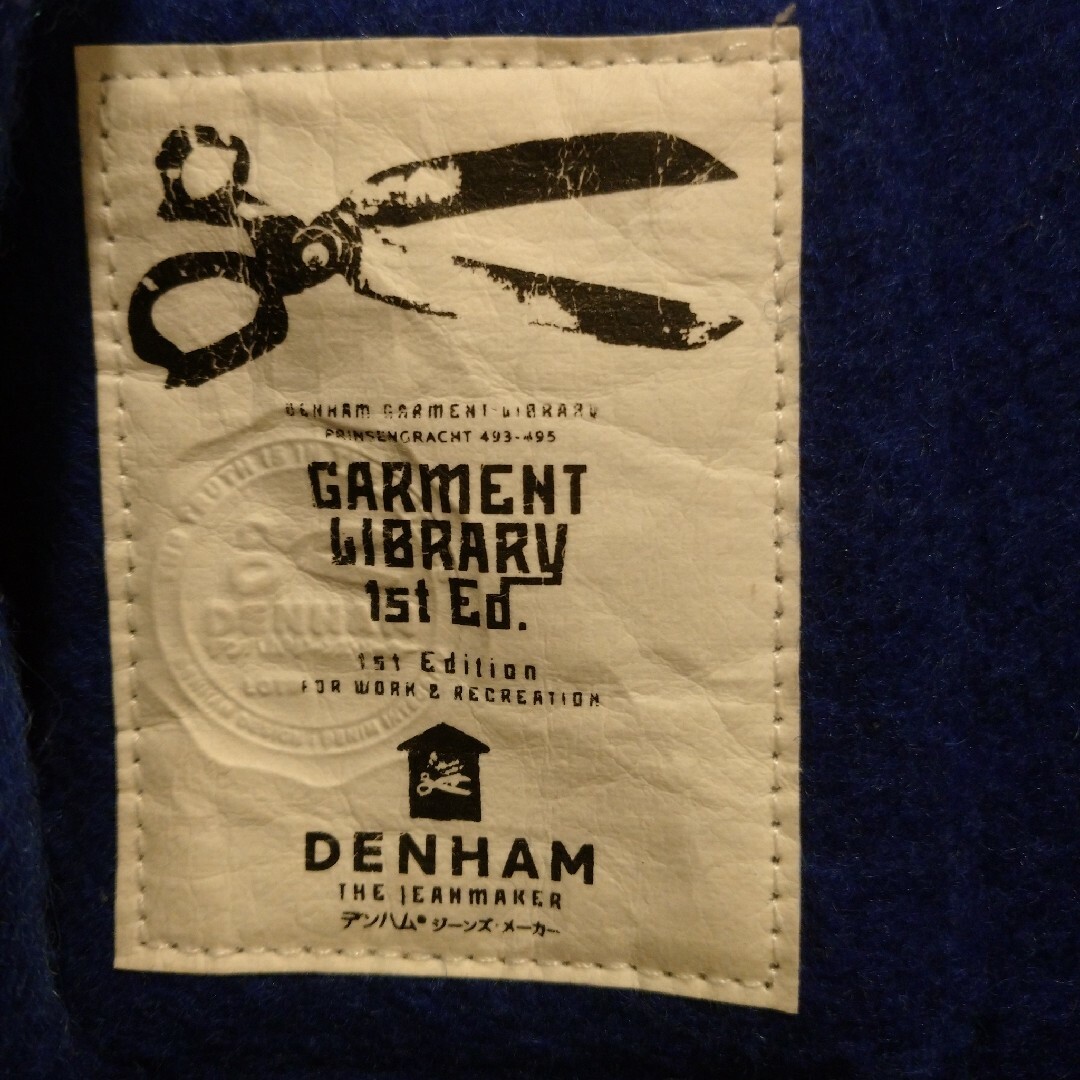 DENHAM GARMENT LIBRARY
PRINSENGRACHT 493-495
GARMENT
LIBRARY
1st Ed.
1st Edition
FOR WORK & RECREATION
DENHAM
THE JEANMAKER
デンハム® ジーンズ・メーカー
DENHAM